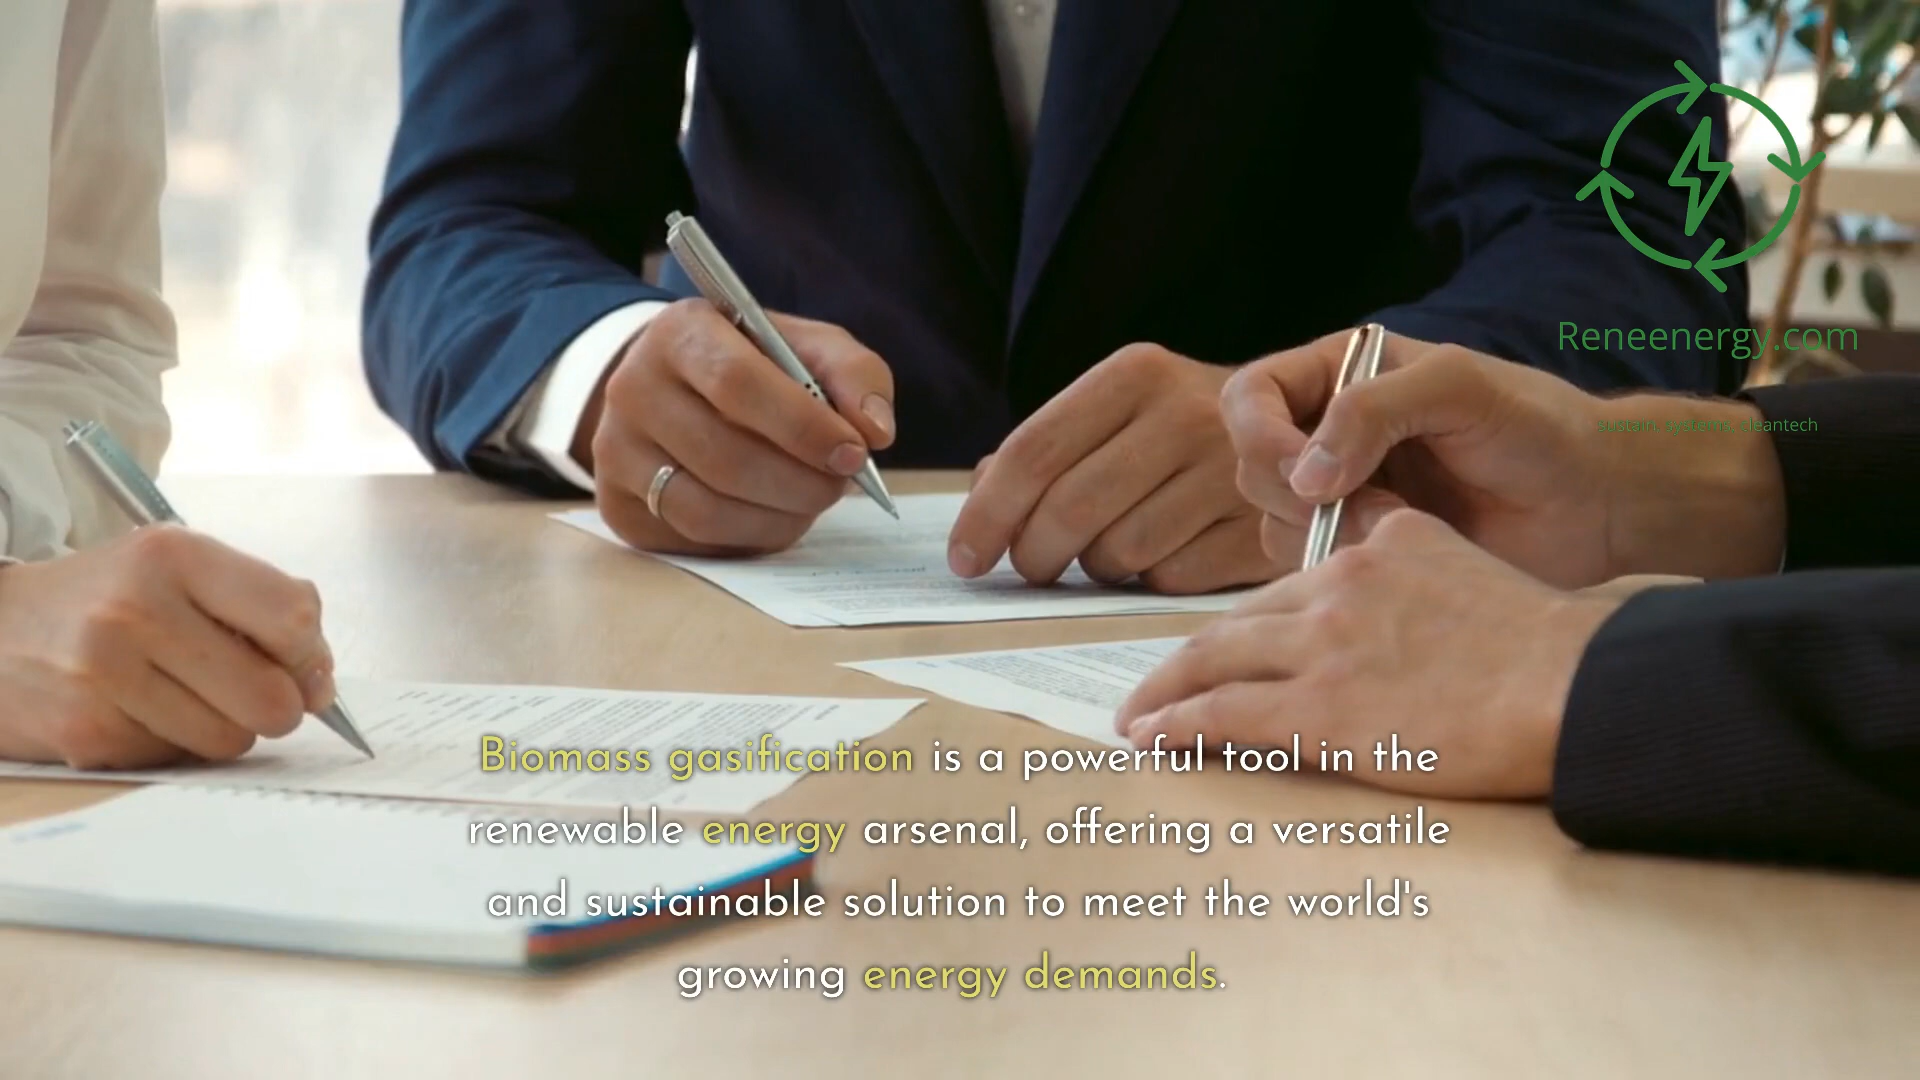 Reneenergy.com
sustain. systems. cleantech
Biomass gasification is a powerful tool in the
renewable energy arsenal, offering a versatile
and sustainable solution to meet the world's
growing energy demands.